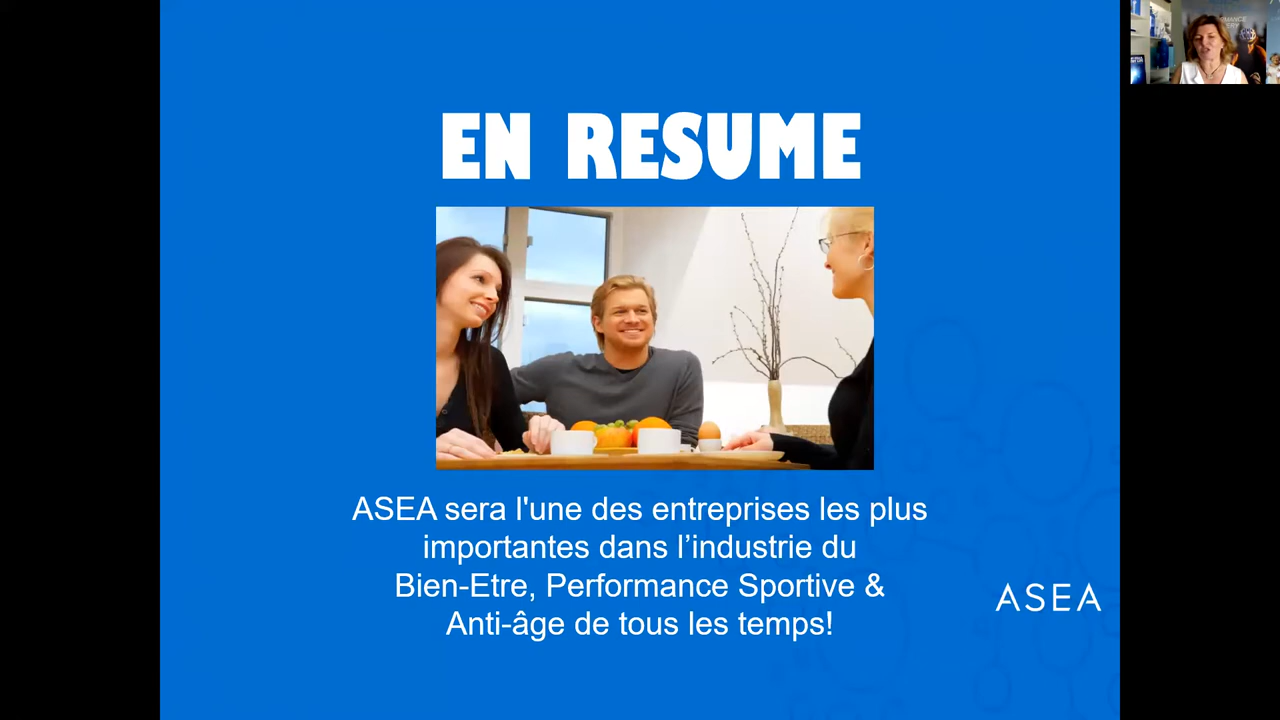 EN RESUME
ASEA sera l'une des entreprises les plus
importantes dans l’industrie du
Bien-Etre, Performance Sportive &
Anti-âge de tous les temps!
ASEA